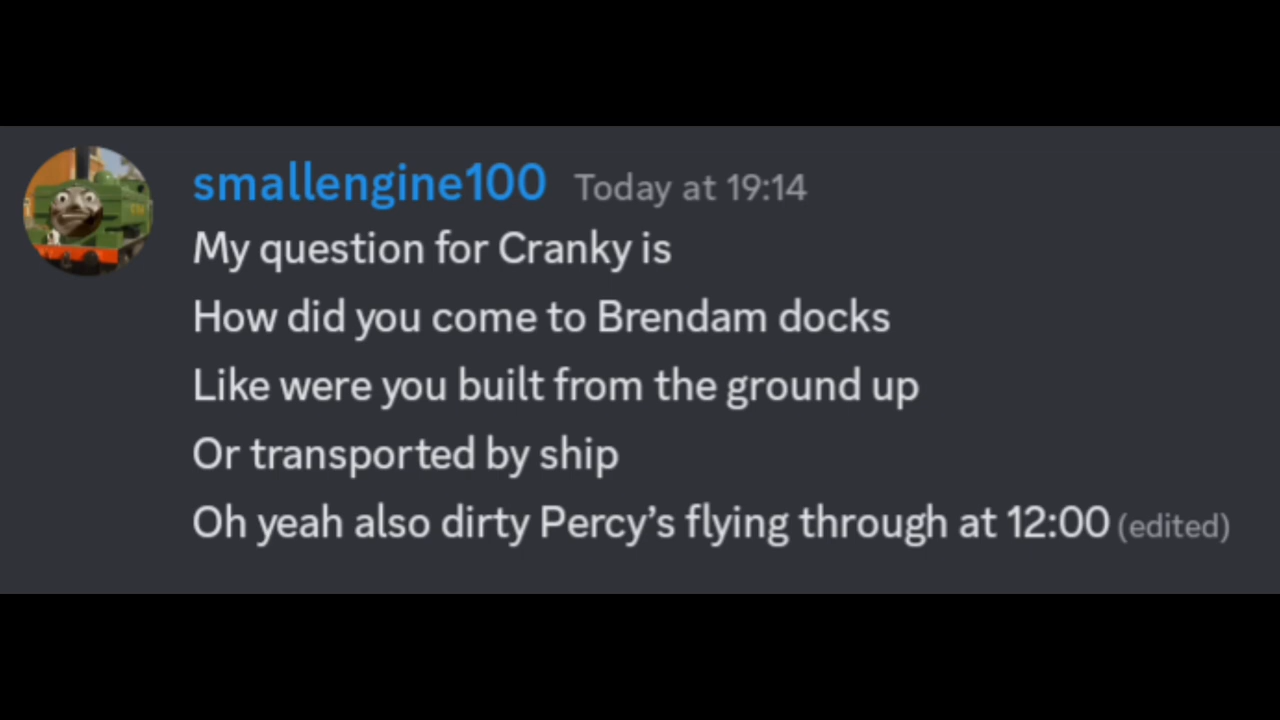 smallengine100 Today at 19:14
My question for Cranky is
How did you come to Brendam docks
Like were you built from the ground up
Or transported by ship
Oh yeah also dirty Percy’s flying through at 12:00 (edited)